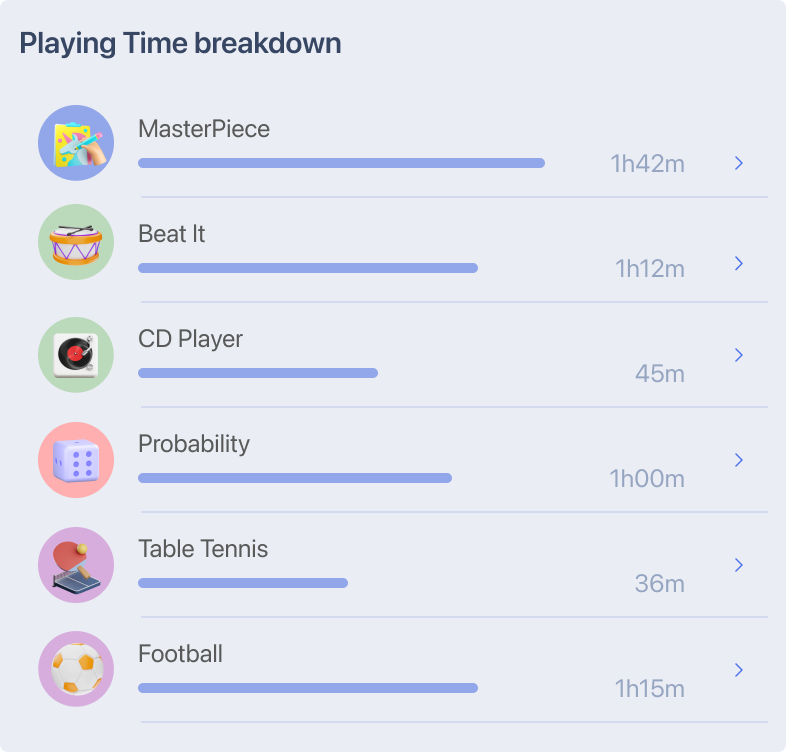 Playing Time breakdown
MasterPiece
1h42m
Beat It
1h12m
CD Player
45m
Probability
1h00m
Table Tennis
36m
Football
1h15m